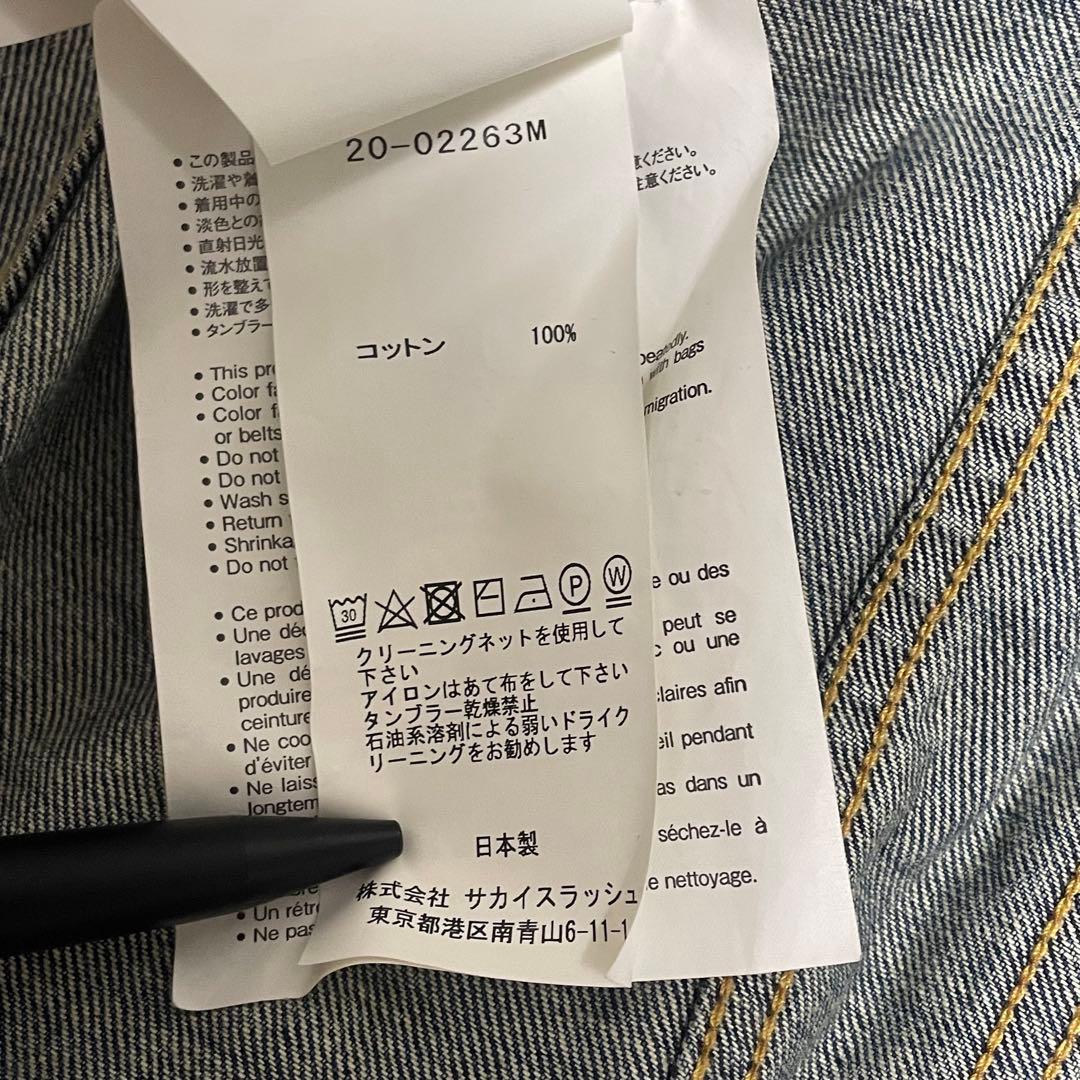 20-02263M
コットン 100%
30
P
W
クリーニングネットを使用して
下さい
アイロンはあて布をして下さい
タンブラー乾燥禁止
石油系溶剤による弱いドライク
リーニングをお勧めします
日本製
株式会社 サカイスラッシュ
東京都港区南青山6-11-1
・この製品
・洗濯や着
・着用中の
・淡色との
・直射日光
・流水放置
・形を整えて
・洗濯で多
・タンブラー
意ください。
注意ください。
• This
• Color
• Color
or belts
• Do not
• Do not
• Wash
• Return
• Shrinka
• Do not
with bags
migration.
• Ce prod
• Une
lavages
• Une dé
produire
ceinture
• Ne
d'éviter
• Ne
longtem
• Un
• Ne pas
ou des
peut se
ou une
claires afin
pendant
pas dans un
séchez-le à
nettoyage.